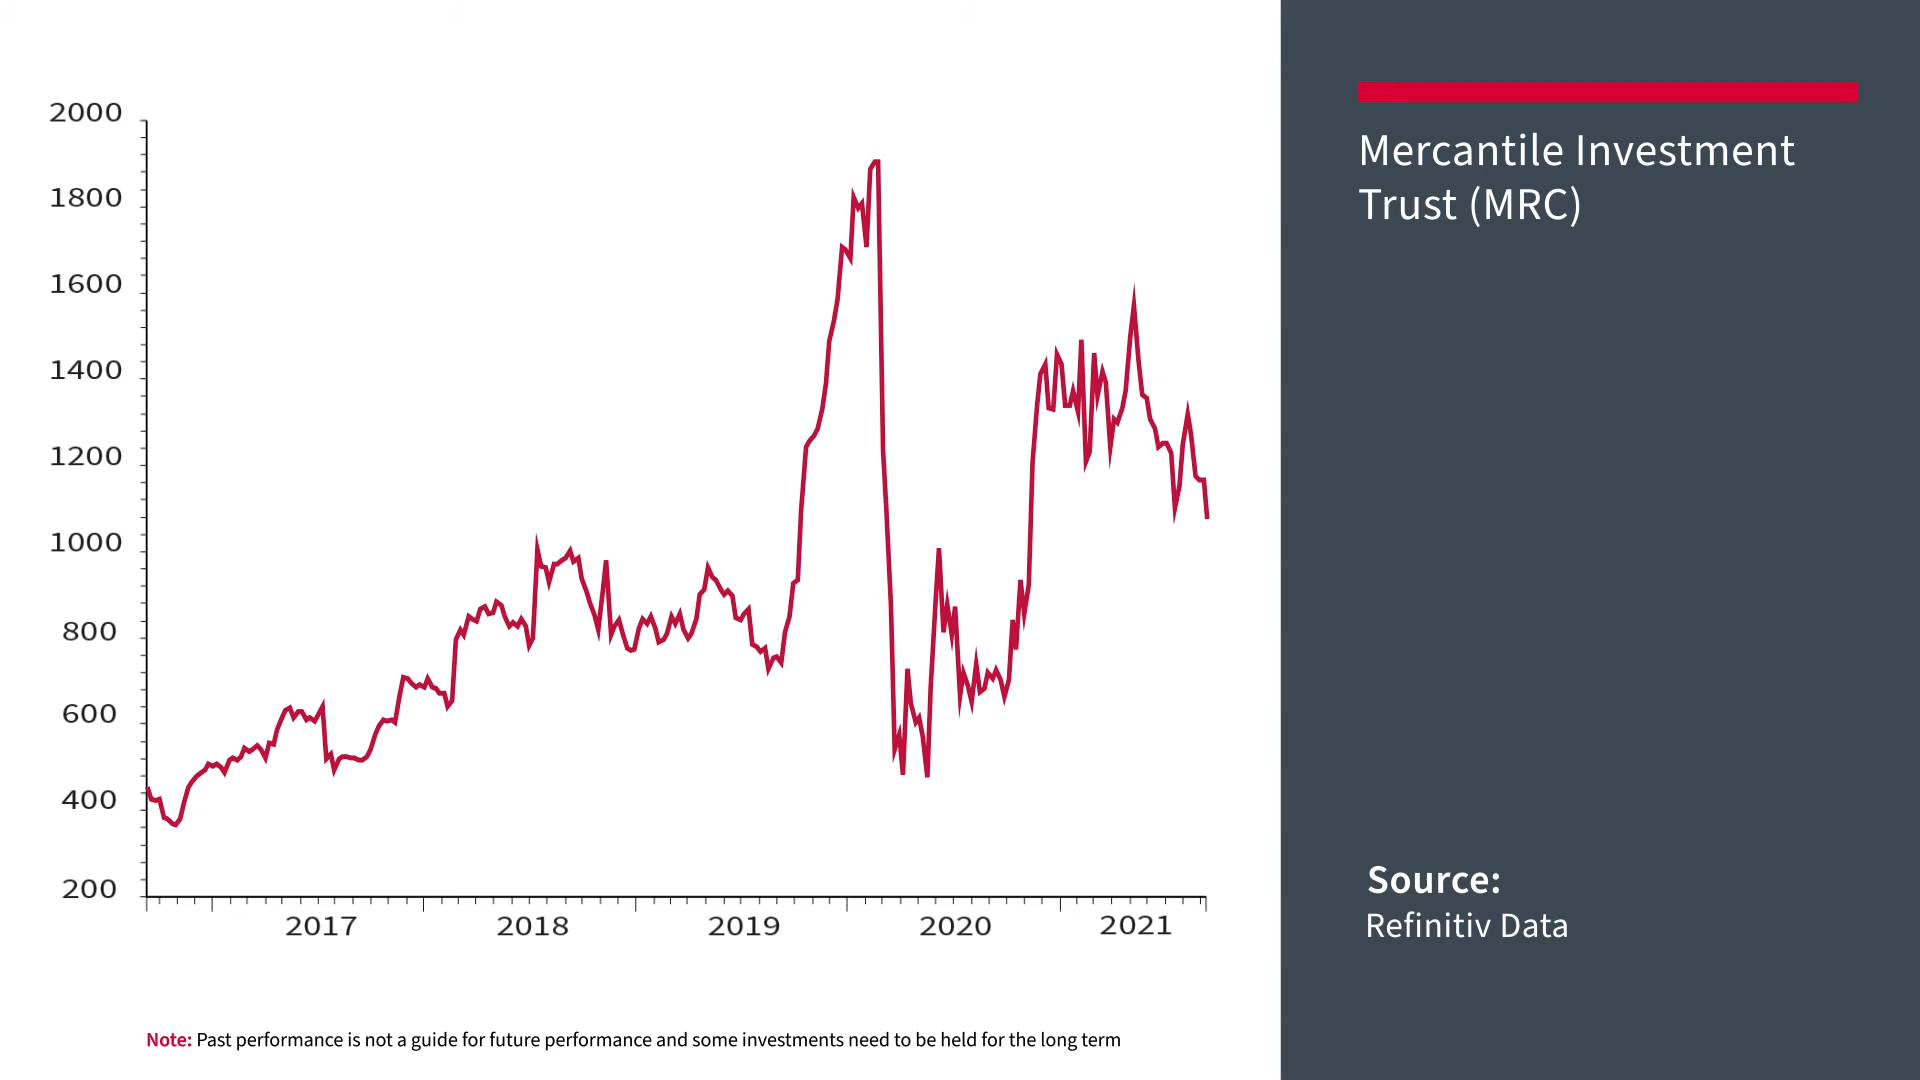 2000
1800
1600
1400
1200
1000
800
600
400
200
2017 2018 2019 2020 2021
Note: Past performance is not a guide for future performance and some investments need to be held for the long term
Mercantile Investment
Trust (MRC)
Source:
Refinitiv Data